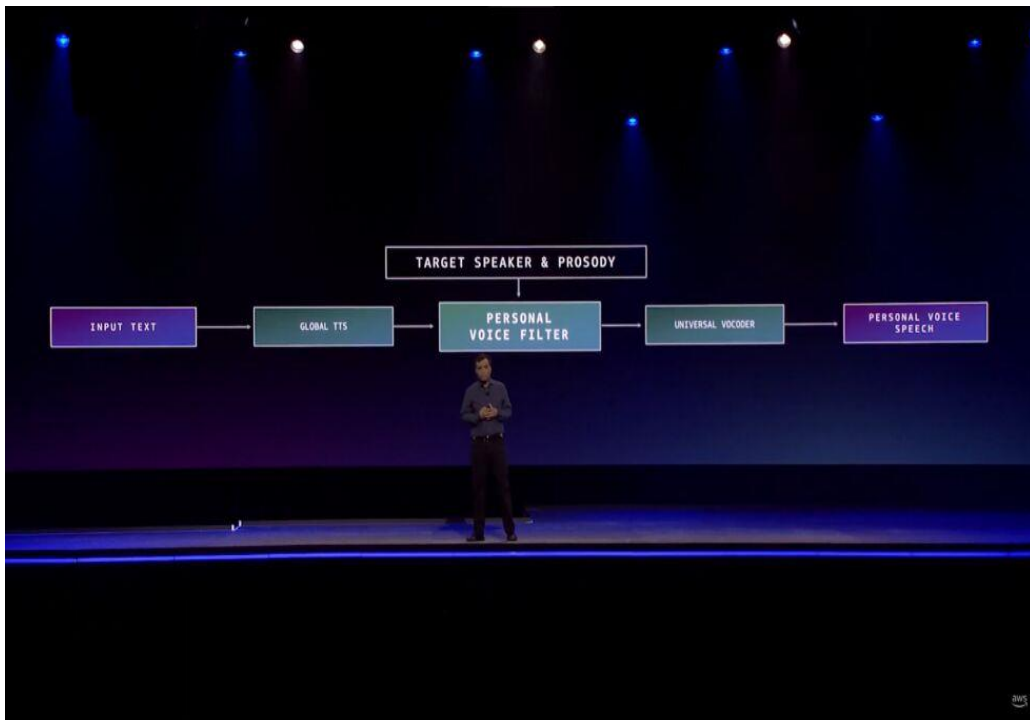 TARGET SPEAKER & PROSODY
INPUT TEXT
GLOBAL TTS
PERSONAL
VOICE FILTER
UNIVERSAL VOCODER
PERSONAL VOICE
SPEECH
aws